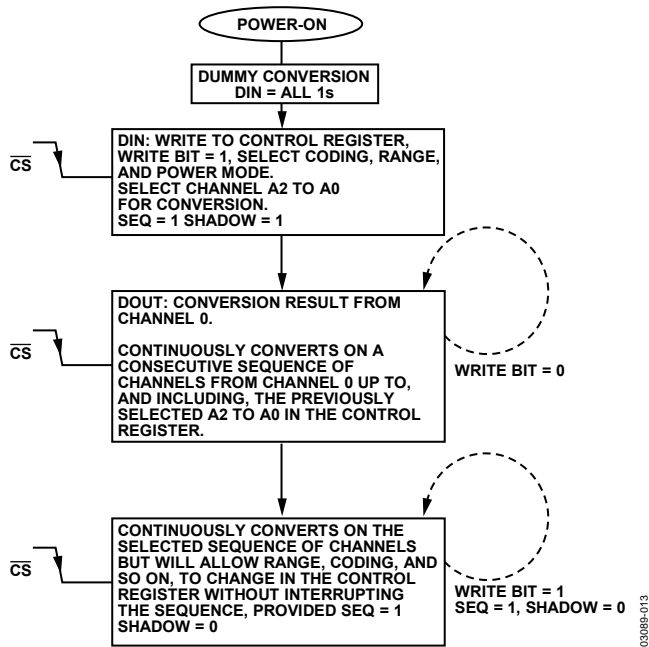 POWER-ON
DUMMY CONVERSION
DIN = ALL 1s
CS
DIN: WRITE TO CONTROL REGISTER,
WRITE BIT = 1, SELECT CODING, RANGE,
AND POWER MODE.
SELECT CHANNEL A2 TO A0
FOR CONVERSION.
SEQ = 1 SHADOW = 1
CS
DOUT: CONVERSION RESULT FROM
CHANNEL 0.
CONTINUOUSLY CONVERTS ON A
CONSECUTIVE SEQUENCE OF
CHANNELS FROM CHANNEL 0 UP TO,
AND INCLUDING, THE PREVIOUSLY
SELECTED A2 TO A0 IN THE CONTROL
REGISTER.
WRITE BIT = 0
CS
CONTINUOUSLY CONVERTS ON THE
SELECTED SEQUENCE OF CHANNELS
BUT WILL ALLOW RANGE, CODING, AND
SO ON, TO CHANGE IN THE CONTROL
REGISTER WITHOUT INTERRUPTING
THE SEQUENCE, PROVIDED SEQ = 1
SHADOW = 0
WRITE BIT = 1
SEQ = 1, SHADOW = 0
03089-013